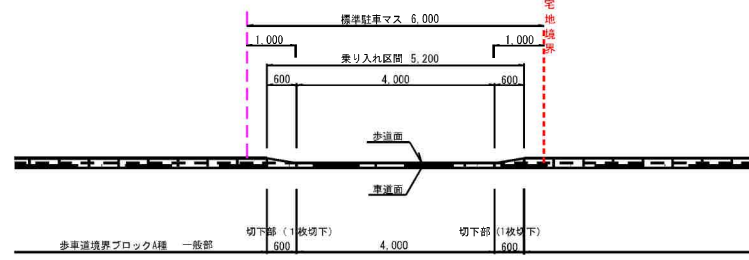 宅地境界
標準駐車マス 6,000
1,000
1,000
乗り入れ区間 5,200
600
4,000
600
歩道面
車道面
切下部（1枚切下）
切下部（1枚切下）
歩車道境界ブロックA種 一般部
600
4,000
600